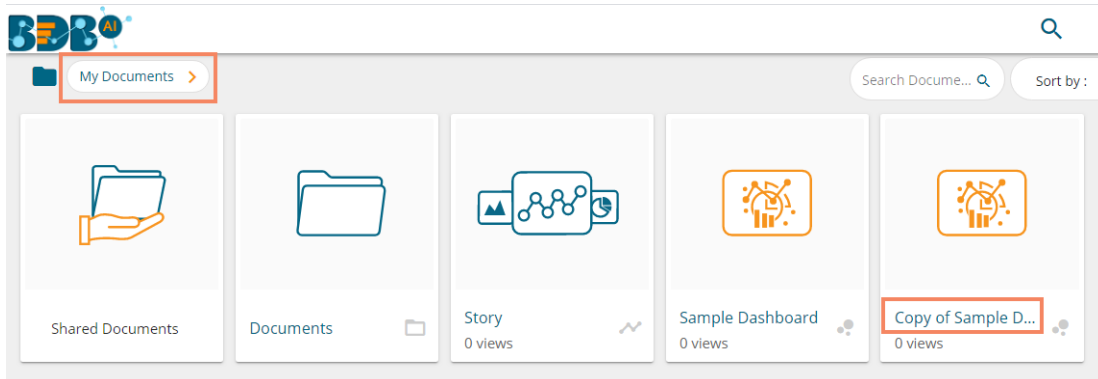 BDB AI
My Documents
Search Docume...
Sort by :
Shared Documents
Documents
Story
0 views
Sample Dashboard
0 views
Copy of Sample D...
0 views